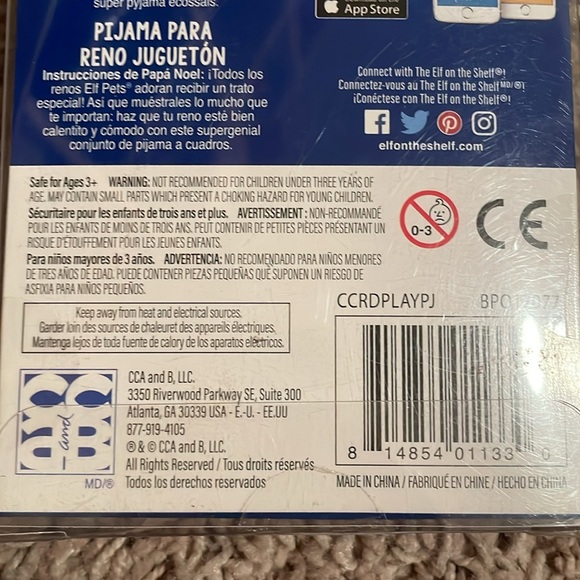 super pyjama écossais.
App Store
PIJAMA PARA
RENO JUGUETÓN
Instrucciones de Papá Noel: ¡Todos los
renos Elf Pets® adoran recibir un trato
especial! Así que muéstrales lo mucho que
te importan: haz que tu reno esté bien
calentito y cómodo con este supergenial
conjunto de pijama a cuadros.
Connect with The Elf on the Shelf®!
Connectez-vous au The Elf on the Shelf MD/®!
¡Conéctese con The Elf on the Shelf®!
elfontheshelf.com
Safe for Ages 3+ WARNING: NOT RECOMMENDED FOR CHILDREN UNDER THREE YEARS OF
AGE. MAY CONTAIN SMALL PARTS WHICH PRESENT A CHOKING HAZARD FOR YOUNG CHILDREN.
Sécuritaire pour les enfants de trois ans et plus. AVERTISSEMENT : NON-RECOMMANDÉ
POUR LES ENFANTS DE MOINS DE TROIS ANS. PEUT CONTENIR DE PETITES PIÈCES PRÉSENTANT UN
RISQUE D'ÉTOUFFEMENT POUR LES JEUNES ENFANTS.
Para niños mayores de 3 años. ADVERTENCIA: NO RECOMENDADO PARA NIÑOS MENORES
DE TRES AÑOS DE EDAD. PUEDE CONTENER PIEZAS PEQUEÑAS QUE SUPONEN UN RIESGO DE
ASFIXIA PARA NIÑOS PEQUEÑOS.
0-3
CE
Keep away from heat and electrical sources.
Garder loin des sources de chaleuret des appareils électriques.
Mantenga lejos de toda fuente de calory de los aparatos eléctricos.
CCRDPLAYPJ
CCA and B
MD/®
CCA and B, LLC.
3350 Riverwood Parkway SE, Suite 300
Atlanta, GA 30339 USA - É.-U. - EE.UU
877-919-4105
® & © CCA and B, LLC.
All Rights Reserved / Tous droits réservés
Todos los derechos reservados
8 14854 01133 0
MADE IN CHINA / FABRIQUÉ EN CHINE / HECHO EN CHINA